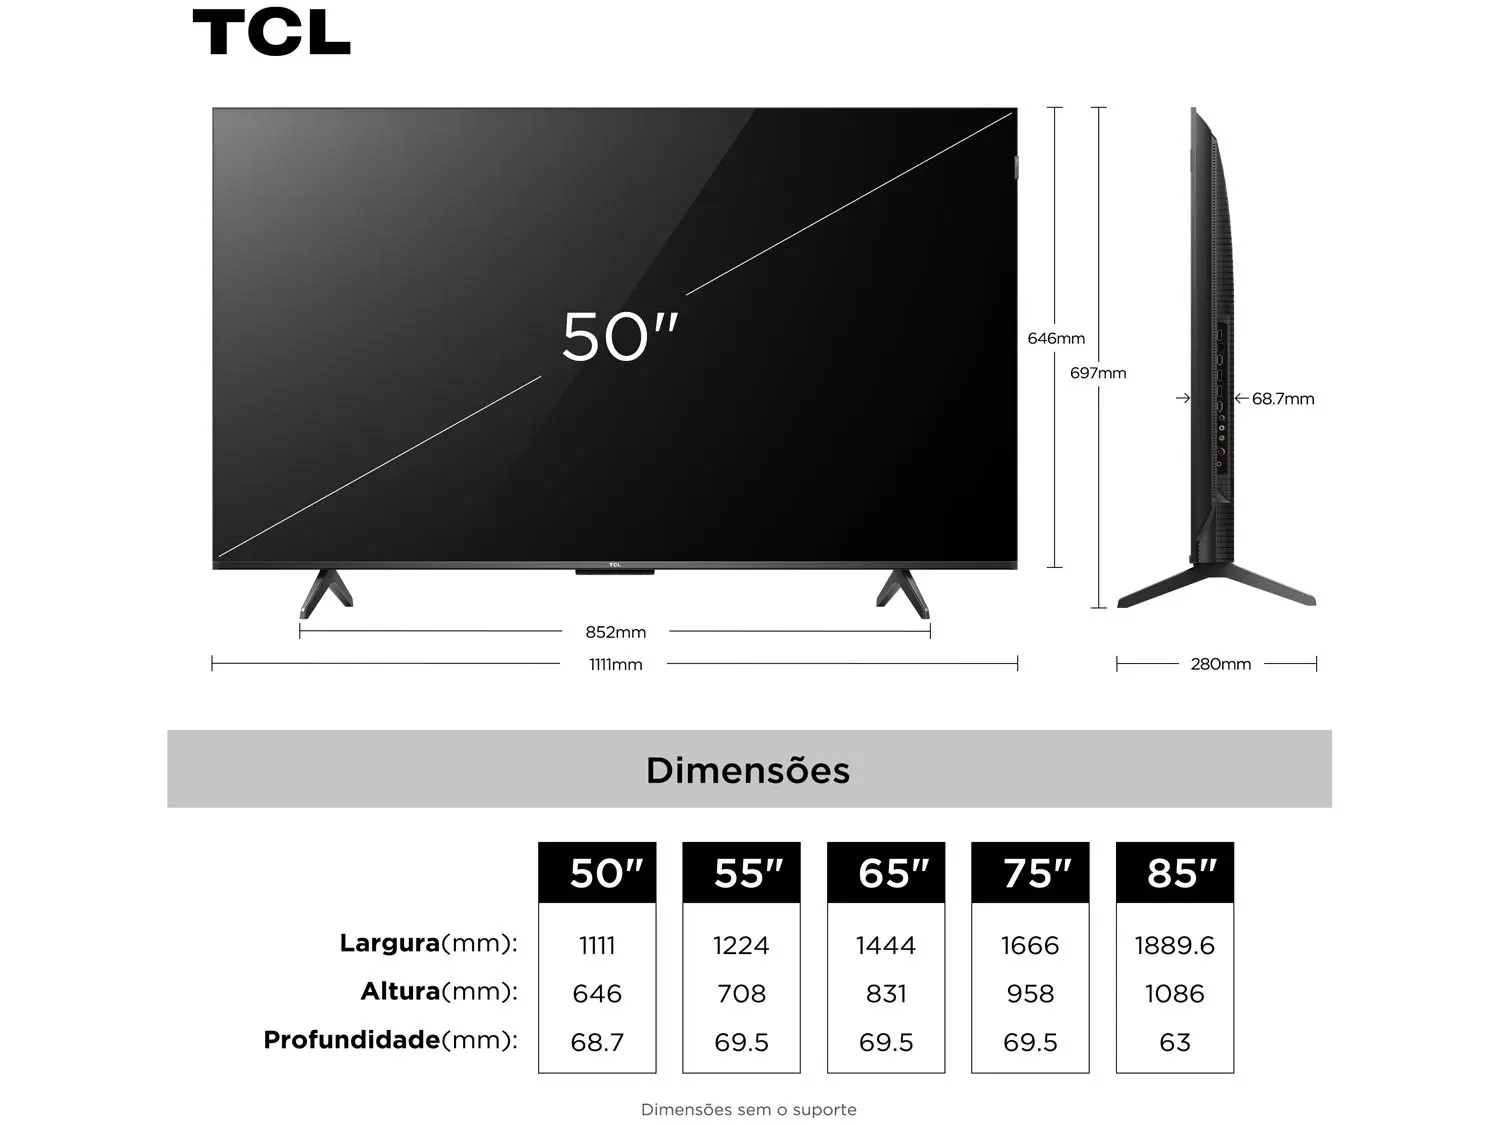 TCL
50"
646mm
697mm
68.7mm
TCL
852mm
1111mm
280mm
Dimensões
50" 55" 65" 75" 85"
Largura(mm): 1111 1224 1444 1666 1889.6
Altura(mm): 646 708 831 958 1086
Profundidade(mm): 68.7 69.5 69.5 69.5 63
Dimensões sem o suporte